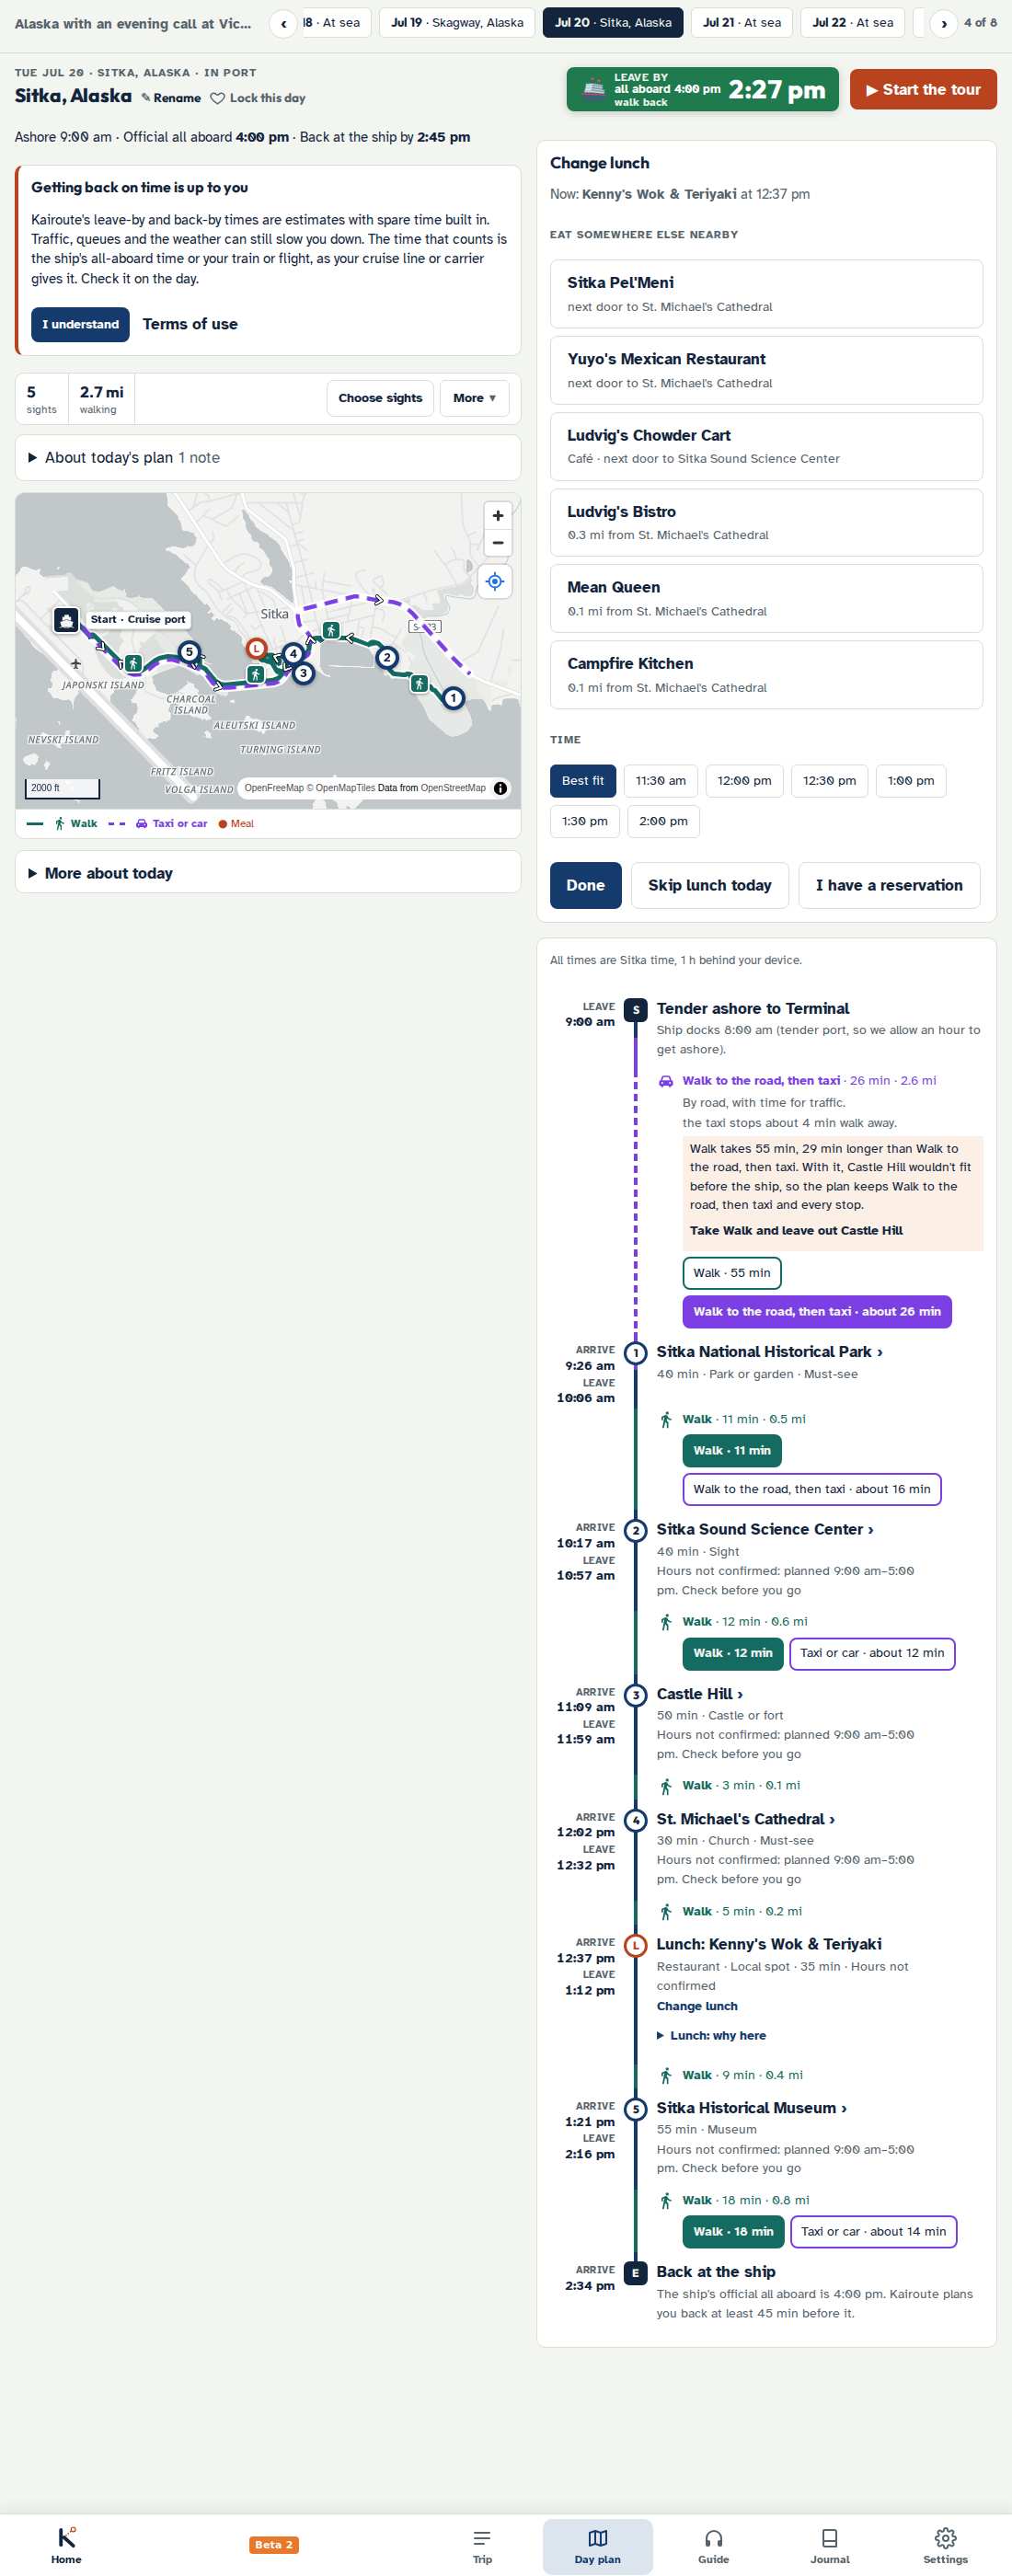 Alaska with an evening call at Vic...
‹
18 · At sea
Jul 19 · Skagway, Alaska
Jul 20 · Sitka, Alaska
Jul 21 · At sea
Jul 22 · At sea
›
4 of 8
TUE JUL 20 · SITKA, ALASKA · IN PORT
Sitka, Alaska
✎ Rename
Lock this day
LEAVE BY
all aboard 4:00 pm
walk back
2:27 pm
▶ Start the tour
Ashore 9:00 am · Official all aboard 4:00 pm · Back at the ship by 2:45 pm
Getting back on time is up to you
Kairoute's leave-by and back-by times are estimates with spare time built in.
Traffic, queues and the weather can still slow you down. The time that counts is
the ship's all-aboard time or your train or flight, as your cruise line or carrier
gives it. Check it on the day.
I understand
Terms of use
5
sights
2.7 mi
walking
Choose sights
More ▾
▶ About today's plan 1 note
+
−
Sitka
Start · Cruise port
5
L
4
3
2
1
JAPONSKI ISLAND
CHARCOAL
ISLAND
ALEUTSKI ISLAND
NEVSKI ISLAND
TURNING ISLAND
FRITZ ISLAND
VOLGA ISLAND
2000 ft
OpenFreeMap © OpenMapTiles Data from OpenStreetMap
Walk
Taxi or car
Meal
▶ More about today
Change lunch
Now: Kenny's Wok & Teriyaki at 12:37 pm
EAT SOMEWHERE ELSE NEARBY
Sitka Pel'Meni
next door to St. Michael's Cathedral
Yuyo's Mexican Restaurant
next door to St. Michael's Cathedral
Ludvig's Chowder Cart
Café · next door to Sitka Sound Science Center
Ludvig's Bistro
0.3 mi from St. Michael's Cathedral
Mean Queen
0.1 mi from St. Michael's Cathedral
Campfire Kitchen
0.1 mi from St. Michael's Cathedral
TIME
Best fit
11:30 am
12:00 pm
12:30 pm
1:00 pm
1:30 pm
2:00 pm
Done
Skip lunch today
I have a reservation
All times are Sitka time, 1 h behind your device.
LEAVE
9:00 am
S
Tender ashore to Terminal
Ship docks 8:00 am (tender port, so we allow an hour to
get ashore).
Walk to the road, then taxi · 26 min · 2.6 mi
By road, with time for traffic.
the taxi stops about 4 min walk away.
Walk takes 55 min, 29 min longer than Walk to
the road, then taxi. With it, Castle Hill wouldn't fit
before the ship, so the plan keeps Walk to the
road, then taxi and every stop.
Take Walk and leave out Castle Hill
Walk · 55 min
Walk to the road, then taxi · about 26 min
ARRIVE
9:26 am
LEAVE
10:06 am
1
Sitka National Historical Park ›
40 min · Park or garden · Must-see
Walk · 11 min · 0.5 mi
Walk · 11 min
Walk to the road, then taxi · about 16 min
ARRIVE
10:17 am
LEAVE
10:57 am
2
Sitka Sound Science Center ›
40 min · Sight
Hours not confirmed: planned 9:00 am–5:00
pm. Check before you go
Walk · 12 min · 0.6 mi
Walk · 12 min
Taxi or car · about 12 min
ARRIVE
11:09 am
LEAVE
11:59 am
3
Castle Hill ›
50 min · Castle or fort
Hours not confirmed: planned 9:00 am–5:00
pm. Check before you go
Walk · 3 min · 0.1 mi
ARRIVE
12:02 pm
LEAVE
12:32 pm
4
St. Michael's Cathedral ›
30 min · Church · Must-see
Hours not confirmed: planned 9:00 am–5:00
pm. Check before you go
Walk · 5 min · 0.2 mi
ARRIVE
12:37 pm
LEAVE
1:12 pm
L
Lunch: Kenny's Wok & Teriyaki
Restaurant · Local spot · 35 min · Hours not
confirmed
Change lunch
▶ Lunch: why here
Walk · 9 min · 0.4 mi
ARRIVE
1:21 pm
LEAVE
2:16 pm
5
Sitka Historical Museum ›
55 min · Museum
Hours not confirmed: planned 9:00 am–5:00
pm. Check before you go
Walk · 18 min · 0.8 mi
Walk · 18 min
Taxi or car · about 14 min
ARRIVE
2:34 pm
E
Back at the ship
The ship's official all aboard is 4:00 pm. Kairoute plans
you back at least 45 min before it.
Home
Beta 2
Trip
Day plan
Guide
Journal
Settings